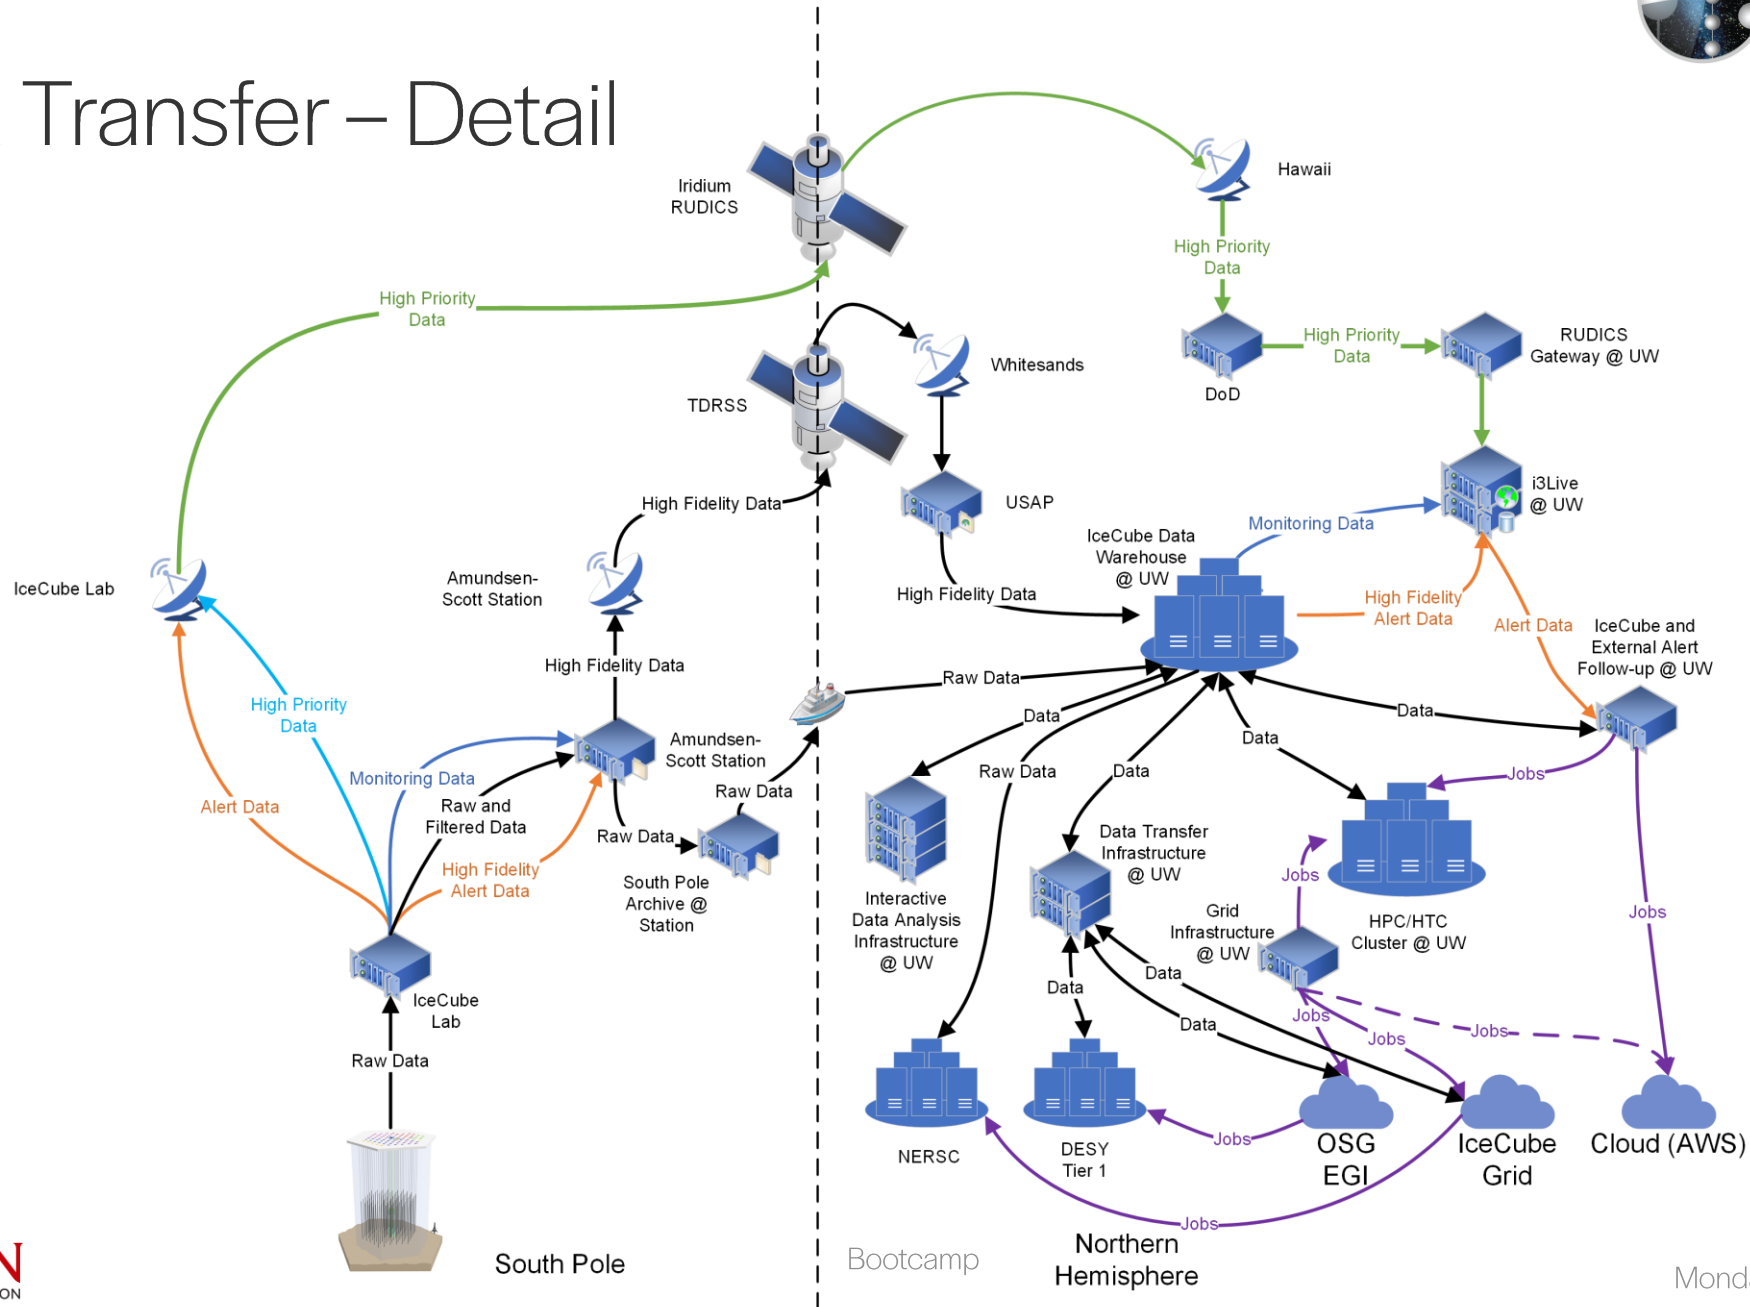 Transfer – Detail
Iridium
RUDICS
Hawaii
High Priority
Data
High Priority
Data
High Priority
Data
DoD
RUDICS
Gateway @ UW
Whitesands
TDRSS
High Fidelity Data
USAP
i3Live
@ UW
Monitoring Data
IceCube Data
Warehouse
@ UW
High Fidelity Data
High Fidelity
Alert Data
Alert Data
IceCube and
External Alert
Follow-up @ UW
IceCube Lab
Amundsen-
Scott Station
High Fidelity Data
High Priority
Data
Raw Data
Data
Data
Data
Raw Data
Data
Jobs
Amundsen-
Scott Station
Monitoring Data
Raw Data
Alert Data
Raw and
Filtered Data
Raw Data
High Fidelity
Alert Data
South Pole
Archive @
Station
Data Transfer
Infrastructure
@ UW
Jobs
Interactive
Data Analysis
Infrastructure
@ UW
Grid
Infrastructure
@ UW
HPC/HTC
Cluster @ UW
Jobs
IceCube
Lab
Data
Data
Data
Jobs
Jobs
Jobs
Raw Data
NERSC
DESY
Tier 1
Jobs
OSG
EGI
IceCube
Grid
Cloud (AWS)
Jobs
South Pole
Bootcamp
Northern
Hemisphere
Mond
N
ON